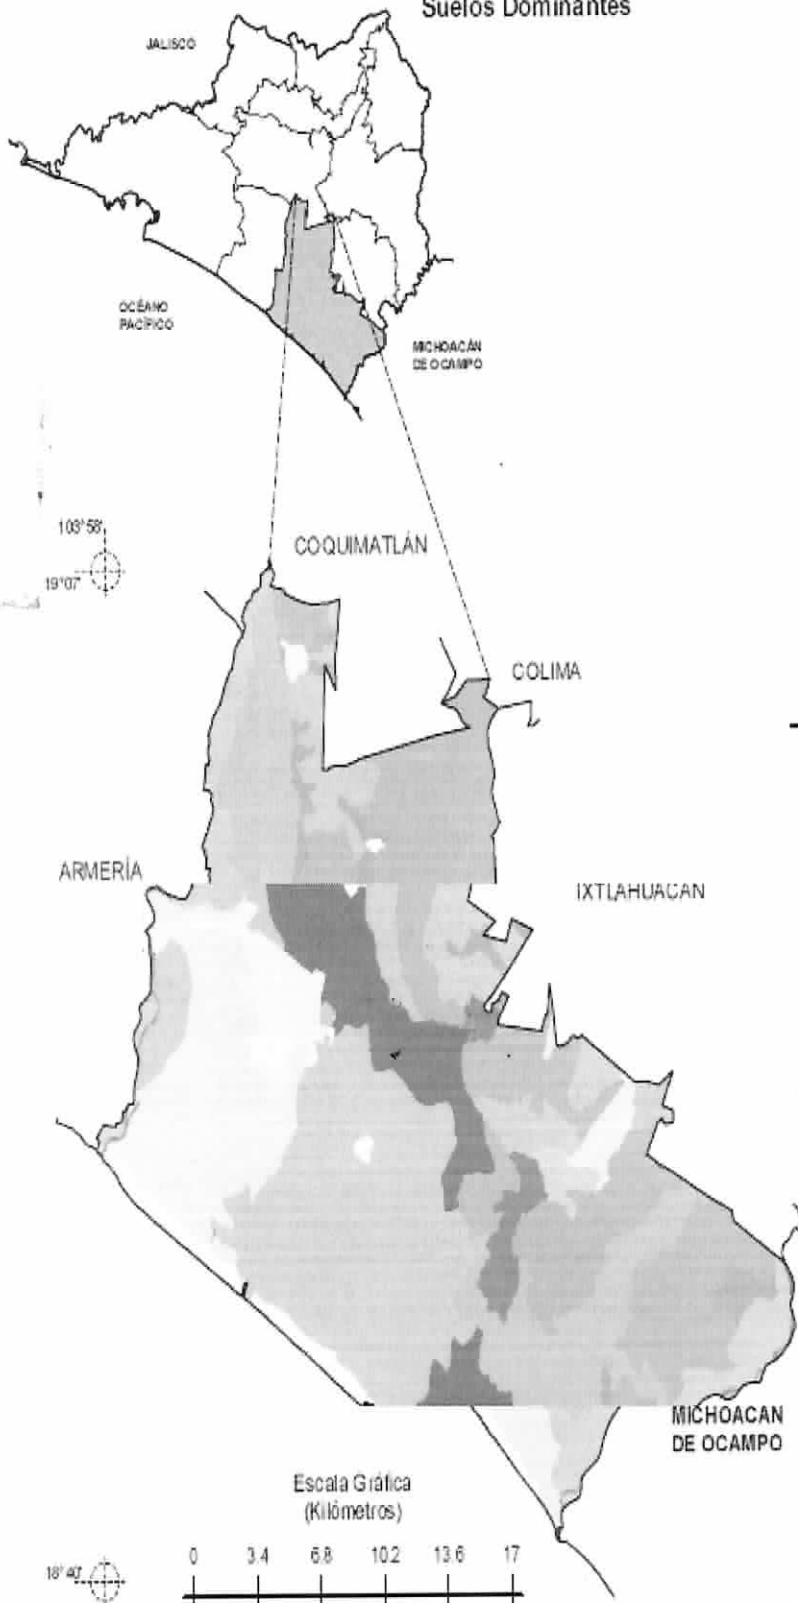 Suelos Dominantes
JALISCO
OCÉANO
PACÍFICO
MICHOACÁN
DE OCAMPO
103°58'
19°07'
COQUIMATLÁN
COLIMA
ARMERÍA
IXTLAHUACAN
MICHOACAN
DE OCAMPO
Escala Gráfica
(Kilómetros)
0 3.4 6.8 10.2 13.6 17
18°40'